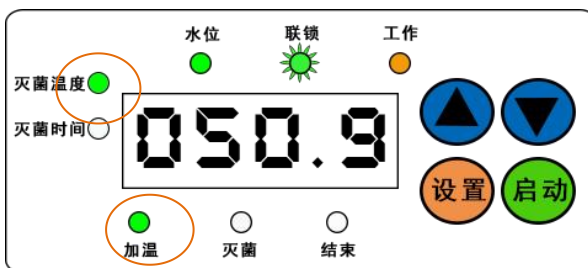 水位 联锁 工作
灭菌温度
灭菌时间
050.9
设置 启动
加温 灭菌 结束